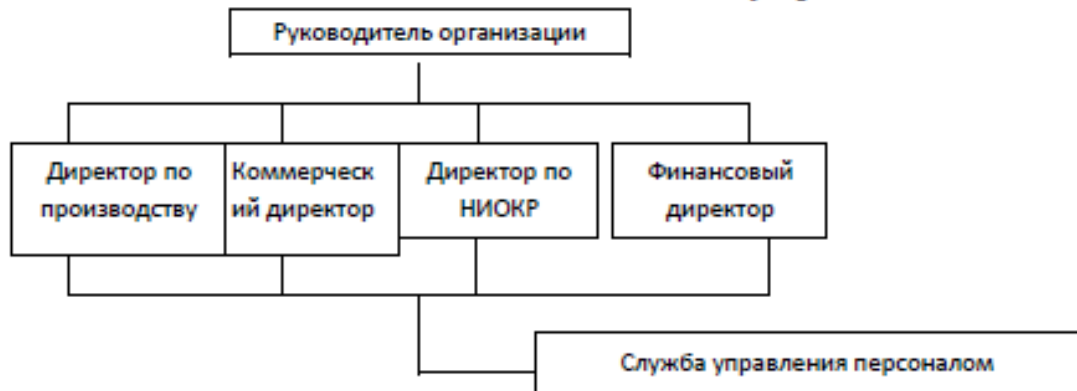 Руководитель организации
Директор по
производству
Коммерческ
ий директор
Директор по
НИОКР
Финансовый
директор
Служба управления персоналом